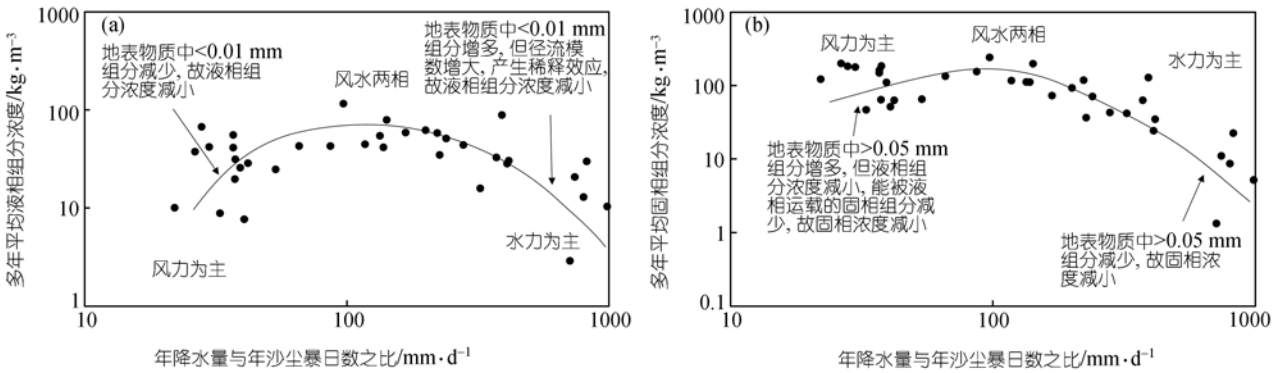 (a)
1000
100
10
1
多年平均液相组分浓度/kg·m⁻³
地表物质中<0.01 mm
组分减少, 故液相组
分浓度减小
风水两相
地表物质中<0.01 mm
组分增多, 但径流模
数增大, 产生稀释效应,
故液相组分浓度减小
风力为主
水力为主
10
100
1000
年降水量与年沙尘暴日数之比/mm·d⁻¹
(b)
1000
100
10
1
0.1
多年平均固相组分浓度/kg·m⁻³
风力为主
风水两相
水力为主
地表物质中>0.05 mm
组分增多, 但液相组
分浓度减小, 能被液
相运载的固相组分减
少, 故固相浓度减小
地表物质中>0.05 mm
组分减少, 故固相浓
度减小
10
100
1000
年降水量与年沙尘暴日数之比/mm·d⁻¹